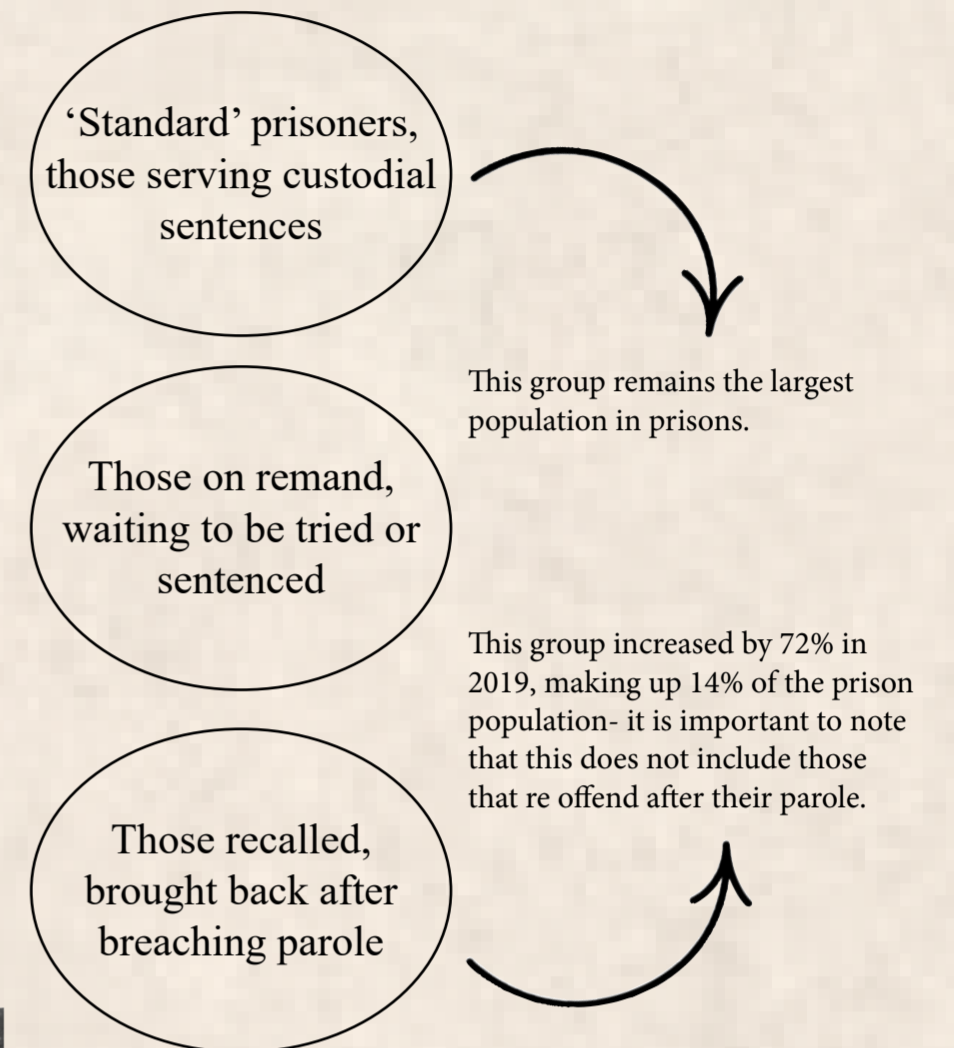 ‘Standard’ prisoners,
those serving custodial
sentences
This group remains the largest
population in prisons.
Those on remand,
waiting to be tried or
sentenced
This group increased by 72% in
2019, making up 14% of the prison
population- it is important to note
that this does not include those
that re offend after their parole.
Those recalled,
brought back after
breaching parole